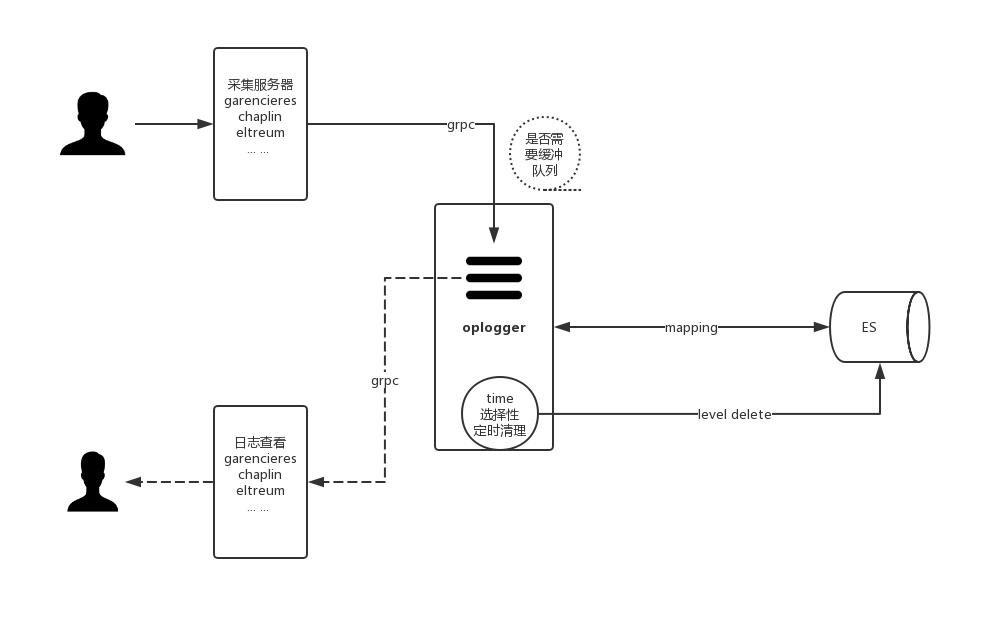 采集服务器
garencieres
chaplin
eltreum
... ...
grpc
是否需
要缓冲
队列
oplogger
mapping
ES
grpc
time
选择性
定时清理
level delete
日志查看
garencieres
chaplin
eltreum
... ...